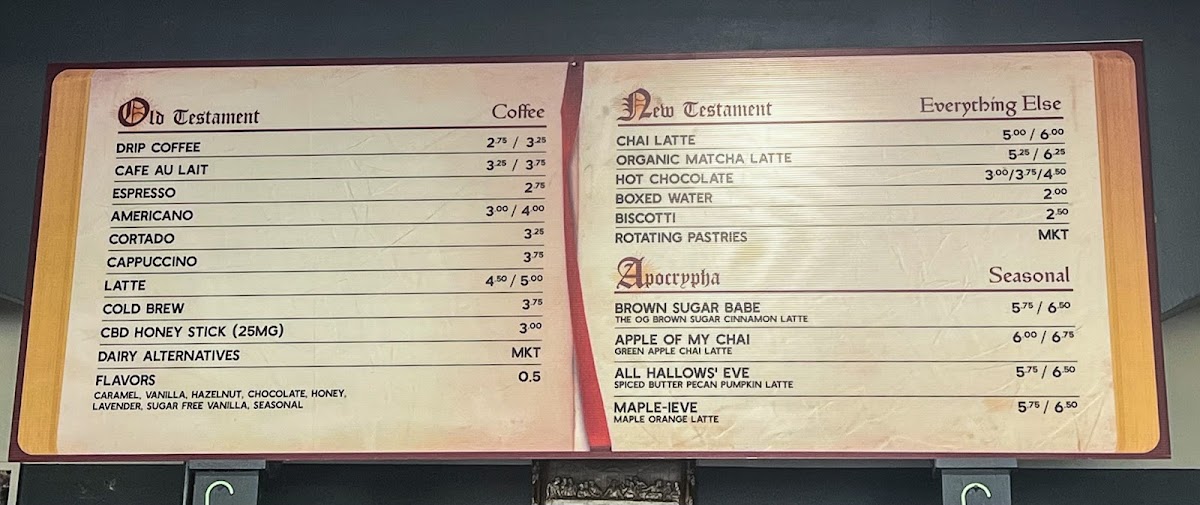 Old Testament Coffee
DRIP COFFEE 2.75 / 3.25
CAFE AU LAIT 3.25 / 3.75
ESPRESSO 2.75
AMERICANO 3.00 / 4.00
CORTADO 3.25
CAPPUCCINO 3.75
LATTE 4.50 / 5.00
COLD BREW 3.75
CBD HONEY STICK (25MG) 3.00
DAIRY ALTERNATIVES MKT
FLAVORS 0.5
CARAMEL, VANILLA, HAZELNUT, CHOCOLATE, HONEY,
LAVENDER, SUGAR FREE VANILLA, SEASONAL
New Testament Everything Else
CHAI LATTE 5.00 / 6.00
ORGANIC MATCHA LATTE 5.25 / 6.25
HOT CHOCOLATE 3.00/3.75/4.50
BOXED WATER 2.00
BISCOTTI 2.50
ROTATING PASTRIES MKT
Apocrypha Seasonal
BROWN SUGAR BABE 5.75 / 6.50
THE OG BROWN SUGAR CINNAMON LATTE
APPLE OF MY CHAI 6.00 / 6.75
GREEN APPLE CHAI LATTE
ALL HALLOWS' EVE 5.75 / 6.50
SPICED BUTTER PECAN PUMPKIN LATTE
MAPLE-IEVE 5.75 / 6.50
MAPLE ORANGE LATTE